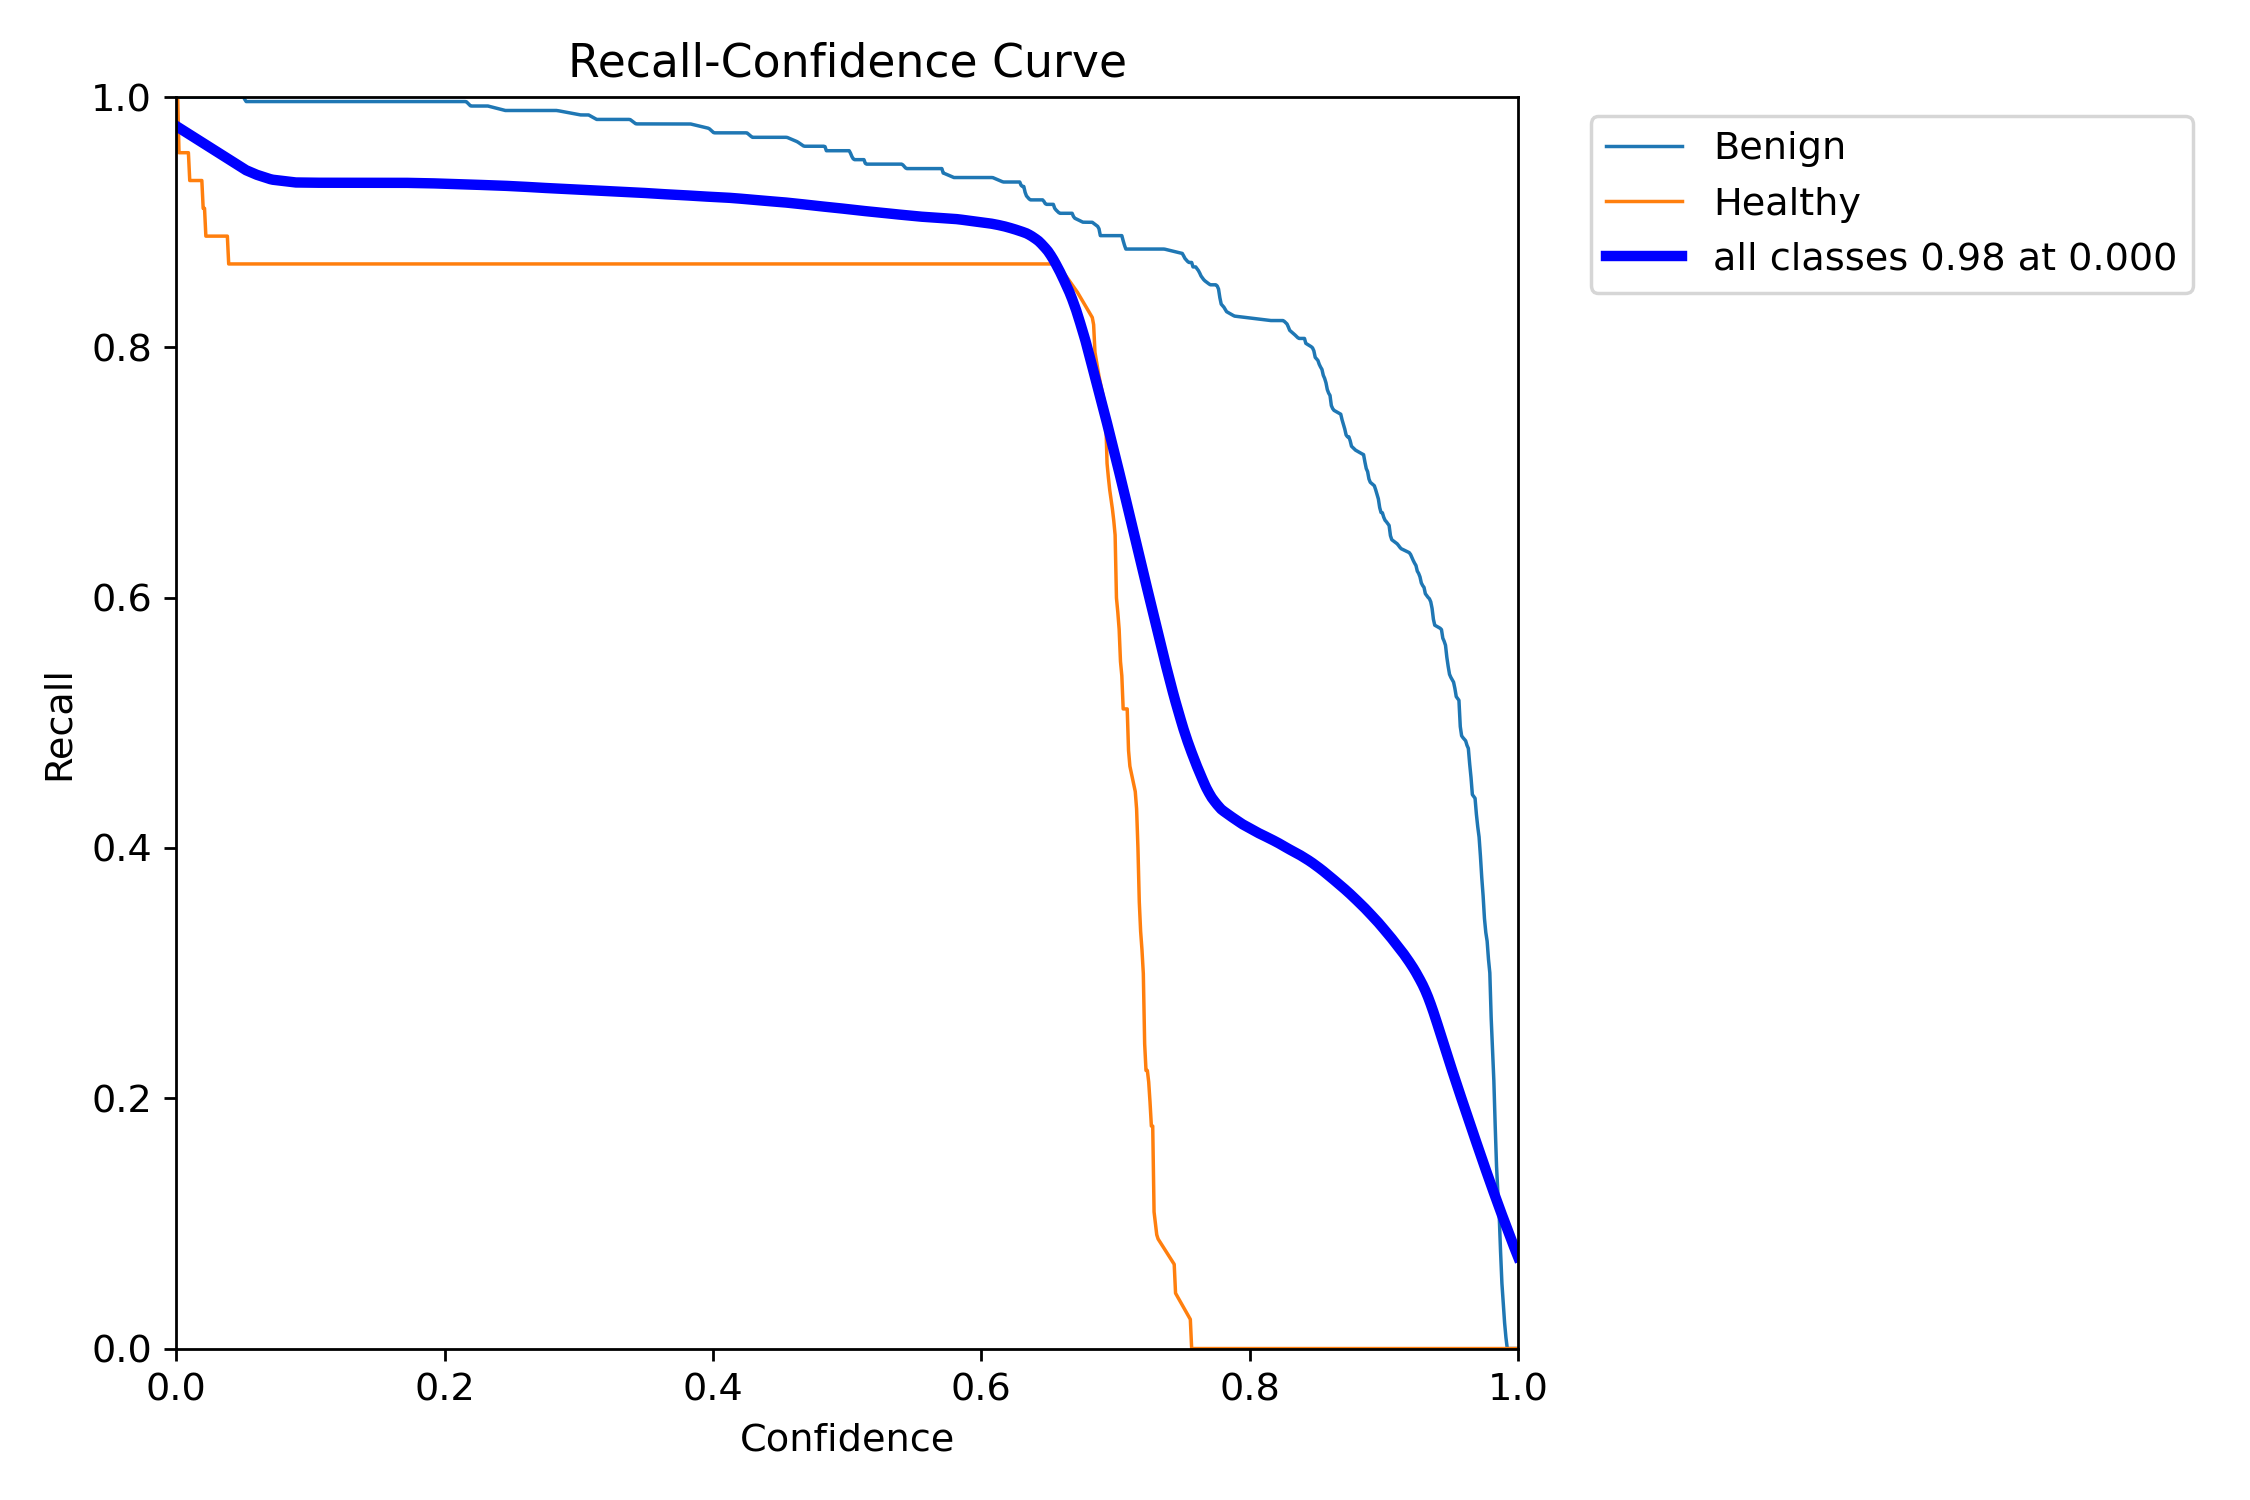 Recall-Confidence Curve
1.0
0.8
0.6
0.4
0.2
0.0
Recall
0.0 0.2 0.4 0.6 0.8 1.0
Confidence
Benign
Healthy
all classes 0.98 at 0.000